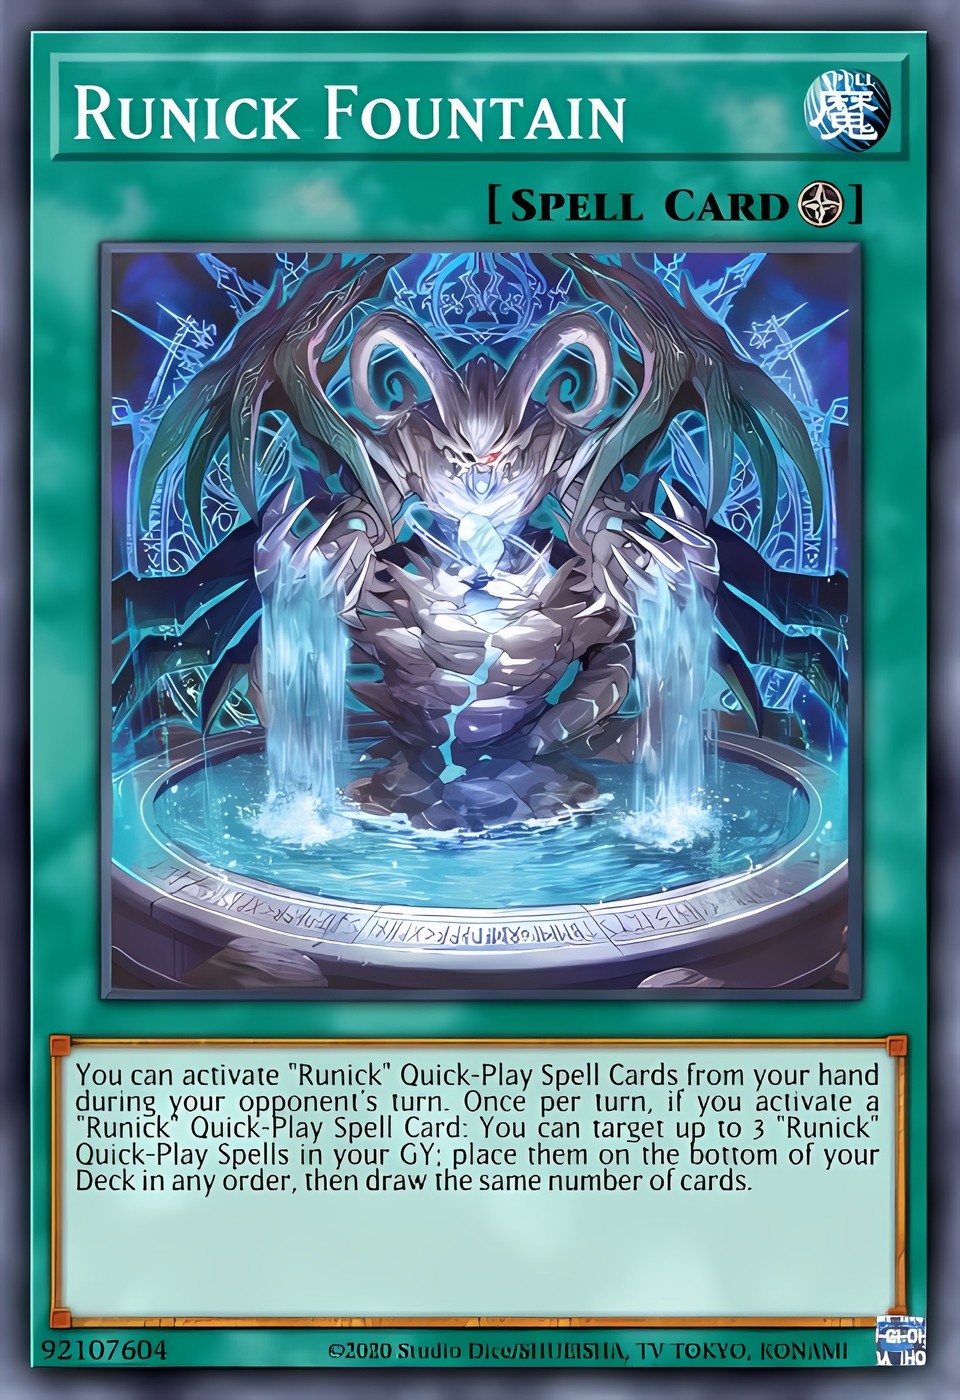 RUNICK FOUNTAIN
魔
[SPELL CARD]
You can activate "Runick" Quick-Play Spell Cards from your hand
during your opponent's turn. Once per turn, if you activate a
"Runick" Quick-Play Spell Card: You can target up to 3 "Runick"
Quick-Play Spells in your GY; place them on the bottom of your
Deck in any order, then draw the same number of cards.
92107604
©2020 Studio Dice/SHUEISHA, TV TOKYO, KONAMI